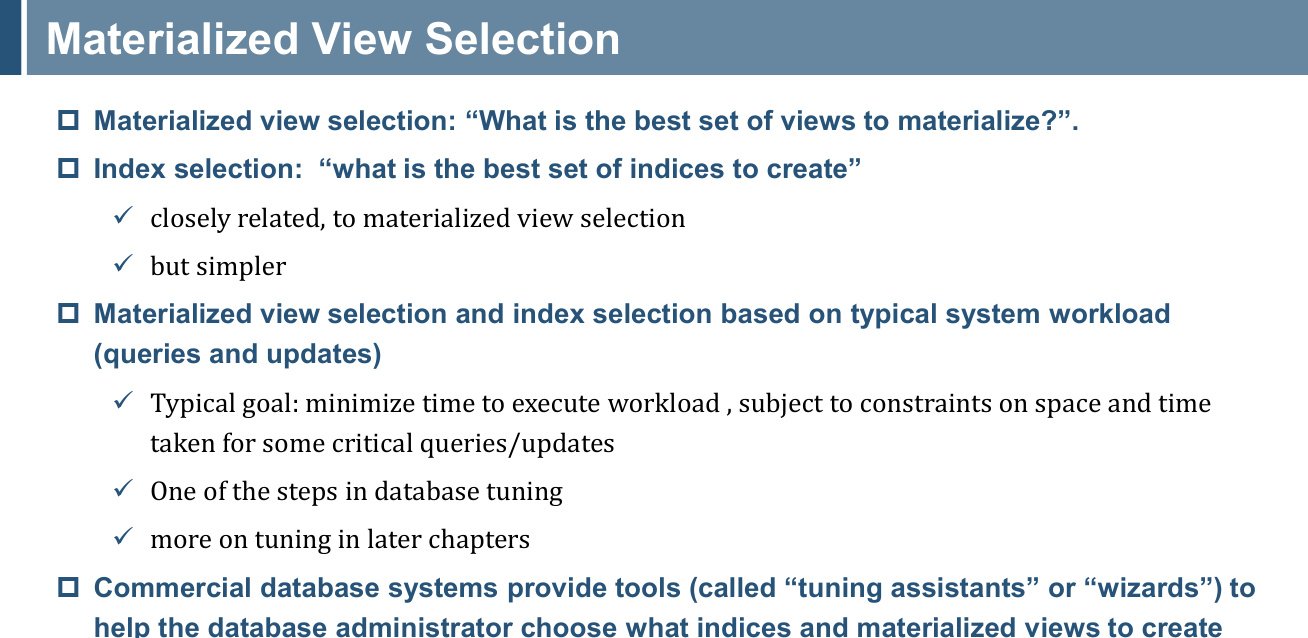 Materialized View Selection
Materialized view selection: “What is the best set of views to materialize?”.
Index selection:  “what is the best set of indices to create”
closely related, to materialized view selection
but simpler
Materialized view selection and index selection based on typical system workload
(queries and updates)
Typical goal: minimize time to execute workload , subject to constraints on space and time
taken for some critical queries/updates
One of the steps in database tuning
more on tuning in later chapters
Commercial database systems provide tools (called “tuning assistants” or “wizards”) to
help the database administrator choose what indices and materialized views to create